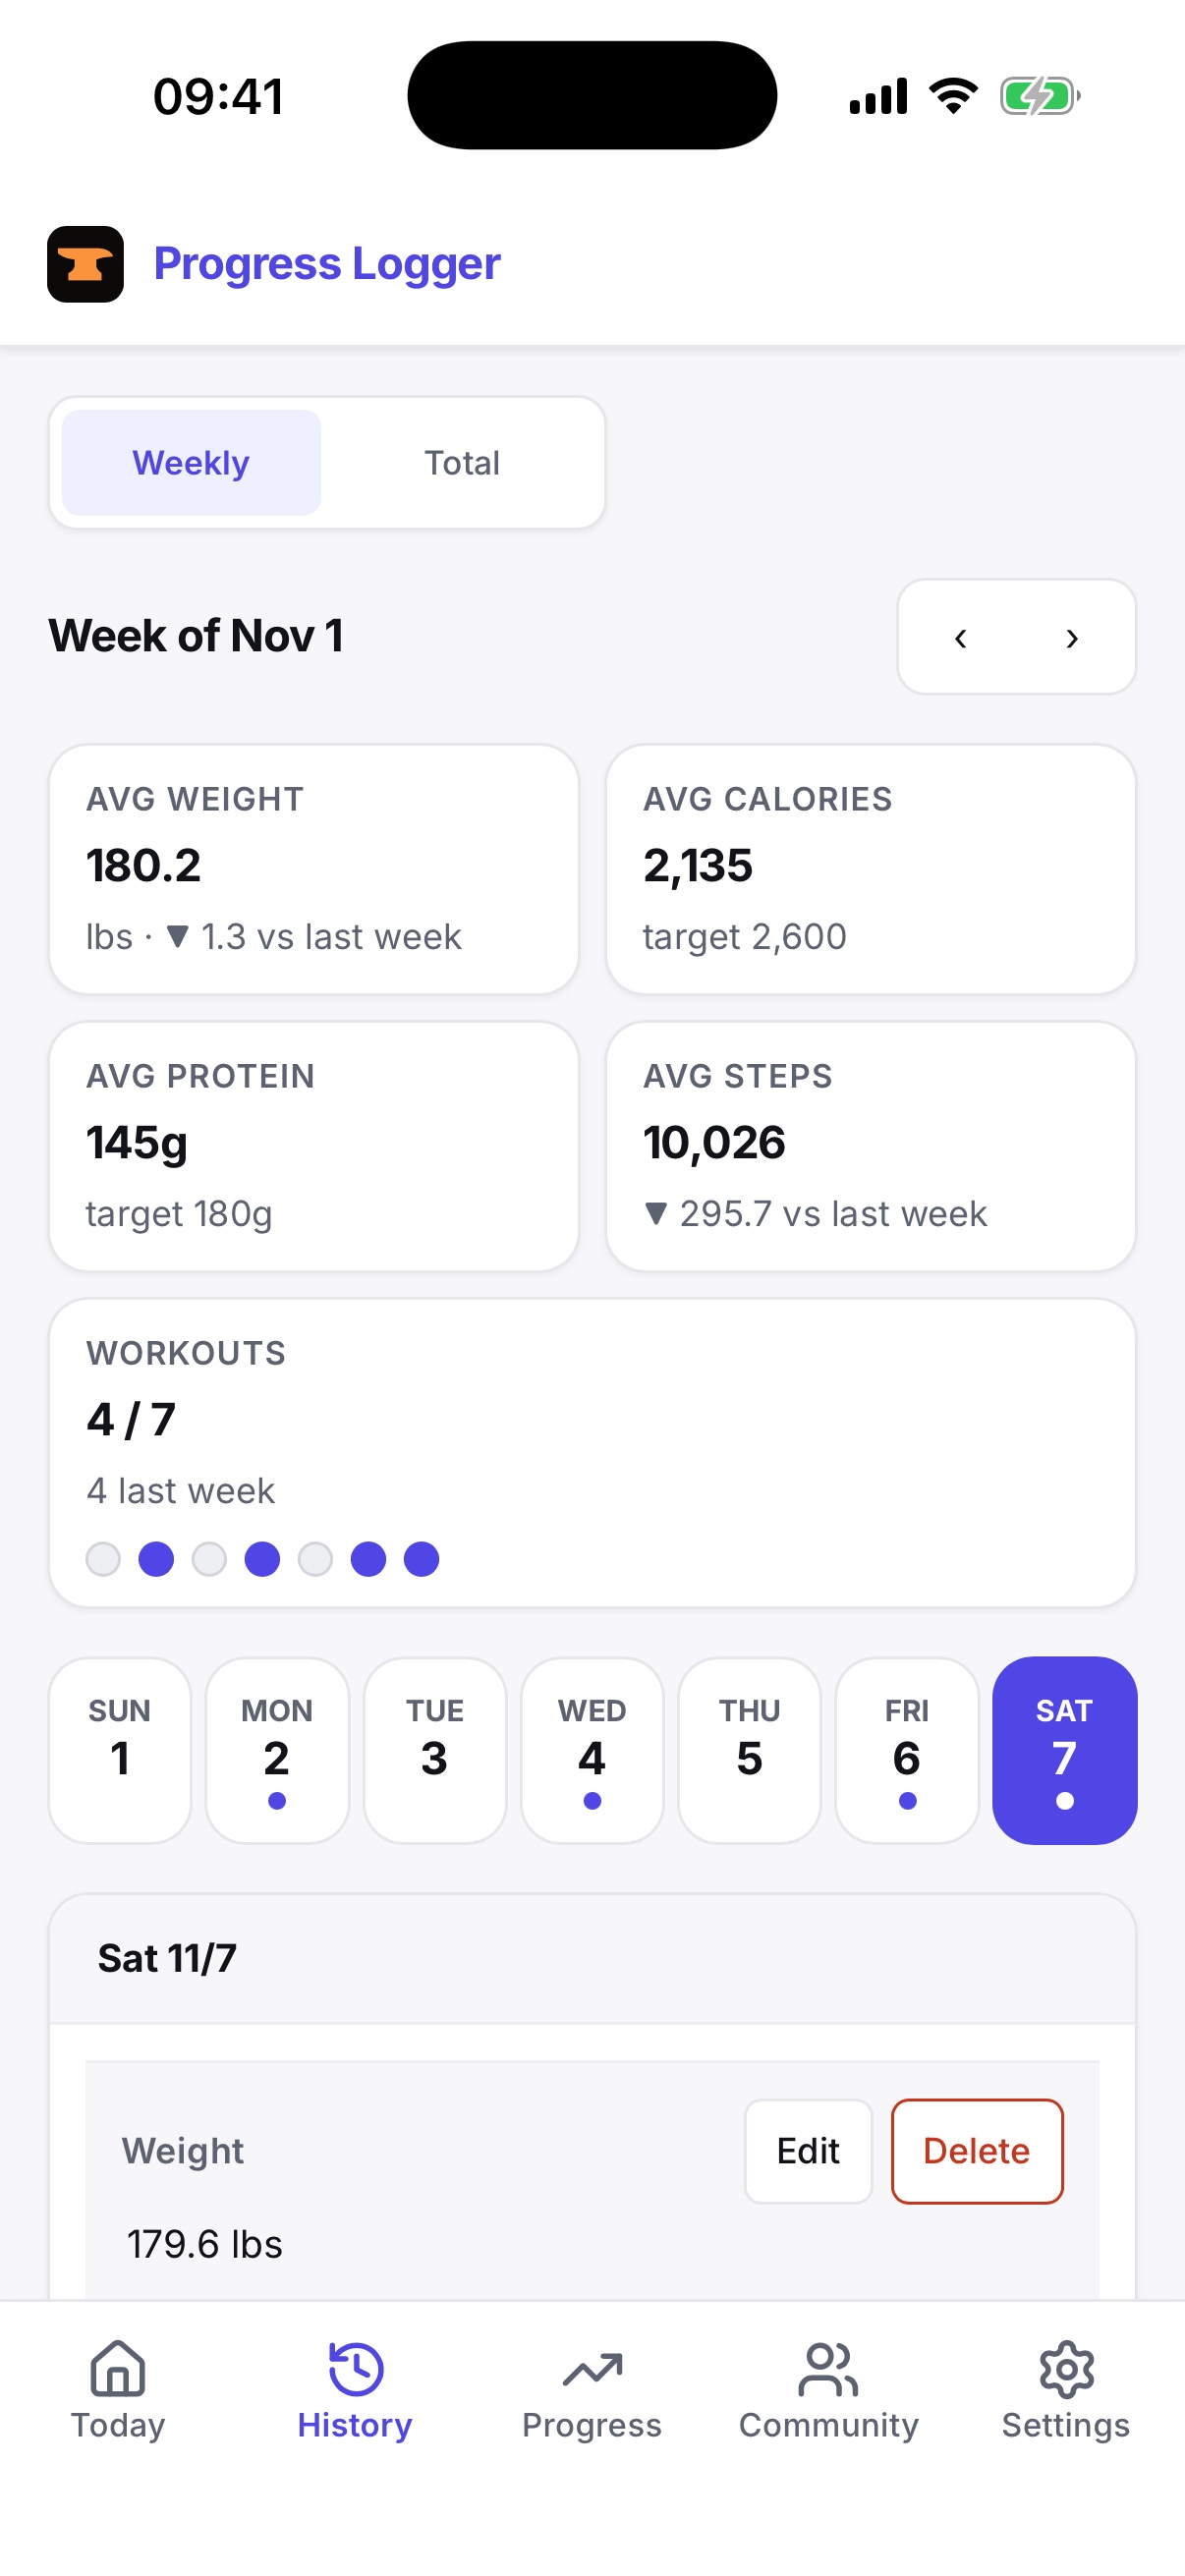 09:41
Progress Logger
Weekly Total
Week of Nov 1
‹ ›
AVG WEIGHT
180.2
lbs · ▼ 1.3 vs last week
AVG CALORIES
2,135
target 2,600
AVG PROTEIN
145g
target 180g
AVG STEPS
10,026
▼ 295.7 vs last week
WORKOUTS
4 / 7
4 last week
SUN MON TUE WED THU FRI SAT
1 2 3 4 5 6 7
Sat 11/7
Weight Edit Delete
179.6 lbs
Today History Progress Community Settings